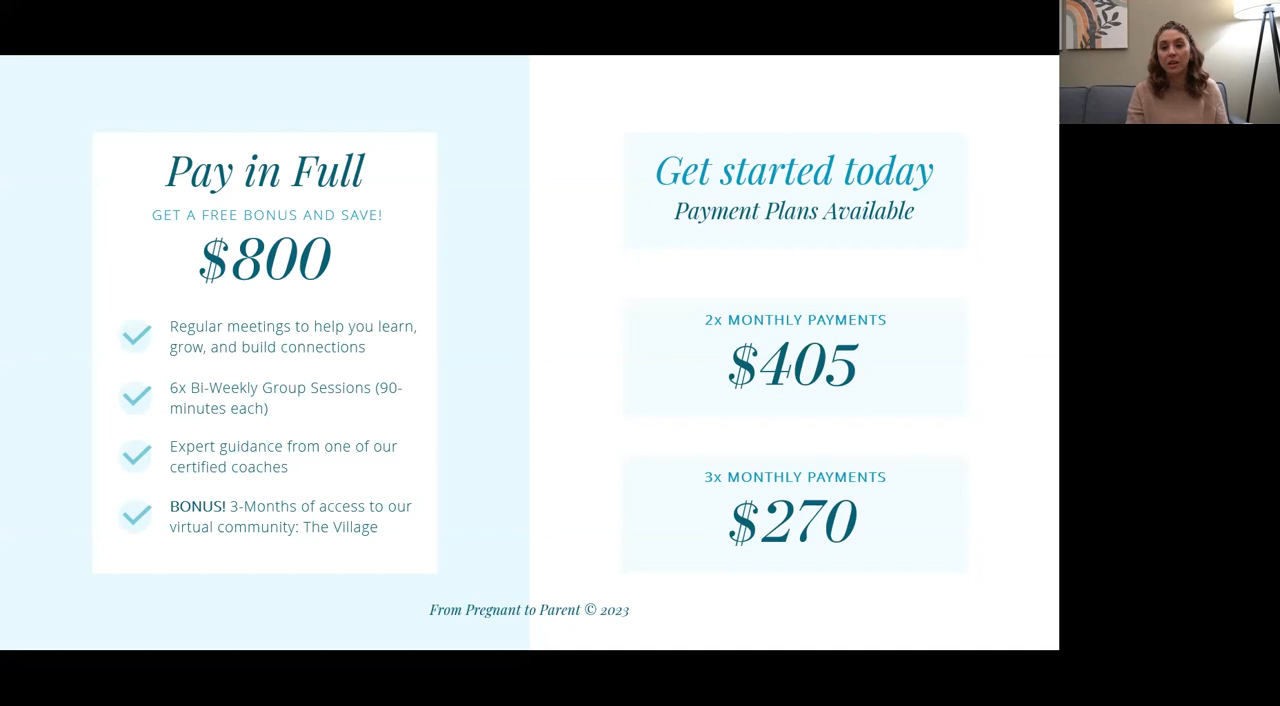 Pay in Full
GET A FREE BONUS AND SAVE!
$800
Regular meetings to help you learn,
grow, and build connections
6x Bi-Weekly Group Sessions (90-
minutes each)
Expert guidance from one of our
certified coaches
BONUS! 3-Months of access to our
virtual community: The Village
Get started today
Payment Plans Available
2x MONTHLY PAYMENTS
$405
3x MONTHLY PAYMENTS
$270
From Pregnant to Parent © 2023